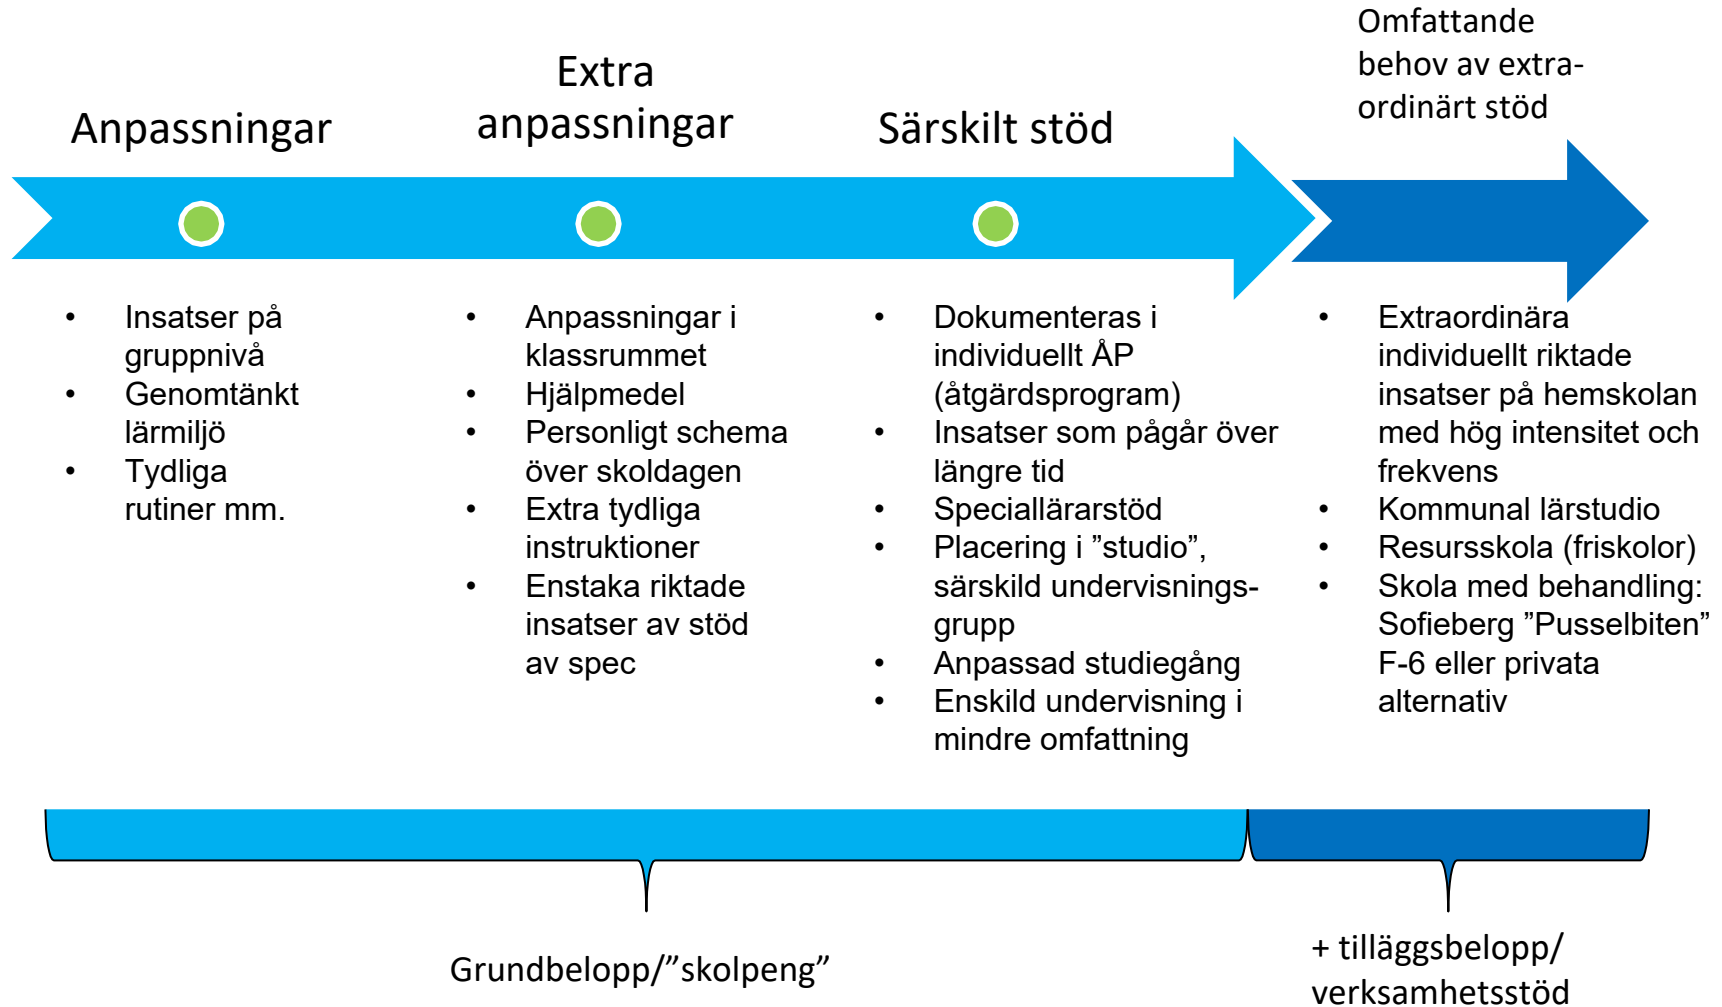 Anpassningar
Extra
anpassningar
Särskilt stöd
Omfattande
behov av extra-
ordinärt stöd
• Insatser på
gruppnivå
• Genomtänkt
lärmiljö
• Tydliga
rutiner mm.
• Anpassningar i
klassrummet
• Hjälpmedel
• Personligt schema
över skoldagen
• Extra tydliga
instruktioner
• Enstaka riktade
insatser av stöd
av spec
• Dokumenteras i
individuellt ÅP
(åtgärdsprogram)
• Insatser som pågår över
längre tid
• Speciallärarstöd
• Placering i ”studio”,
särskild undervisnings-
grupp
• Anpassad studiegång
• Enskild undervisning i
mindre omfattning
• Extraordinära
individuellt riktade
insatser på hemskolan
med hög intensitet och
frekvens
• Kommunal lärstudio
• Resursskola (friskolor)
• Skola med behandling:
Sofieberg ”Pusselbiten”
F-6 eller privata
alternativ
Grundbelopp/”skolpeng”
+ tilläggsbelopp/
verksamhetsstöd